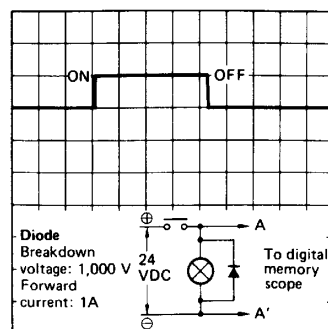 ON OFF
⊕
A
Diode
Breakdown
voltage: 1,000 V
Forward
current: 1A
24
VDC
To digital
memory
scope
A'
⊖